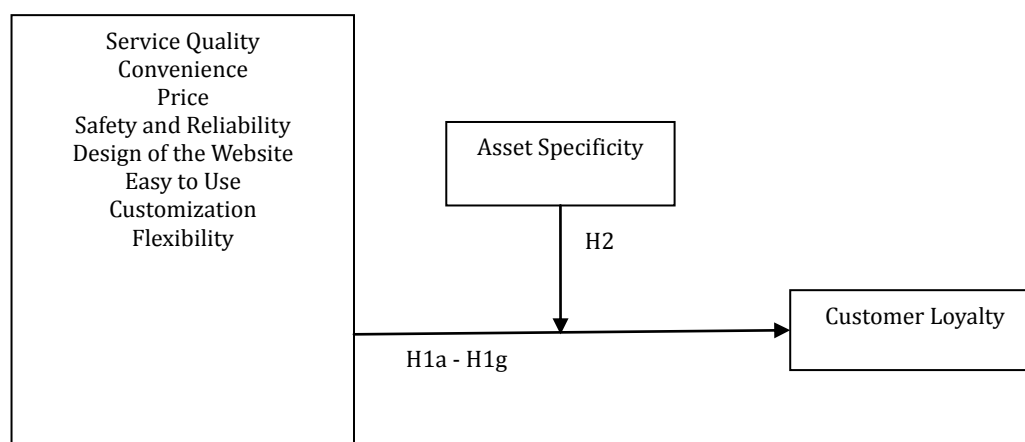 Service Quality
Convenience
Price
Safety and Reliability
Design of the Website
Easy to Use
Customization
Flexibility
Asset Specificity
H2
Customer Loyalty
H1a - H1g